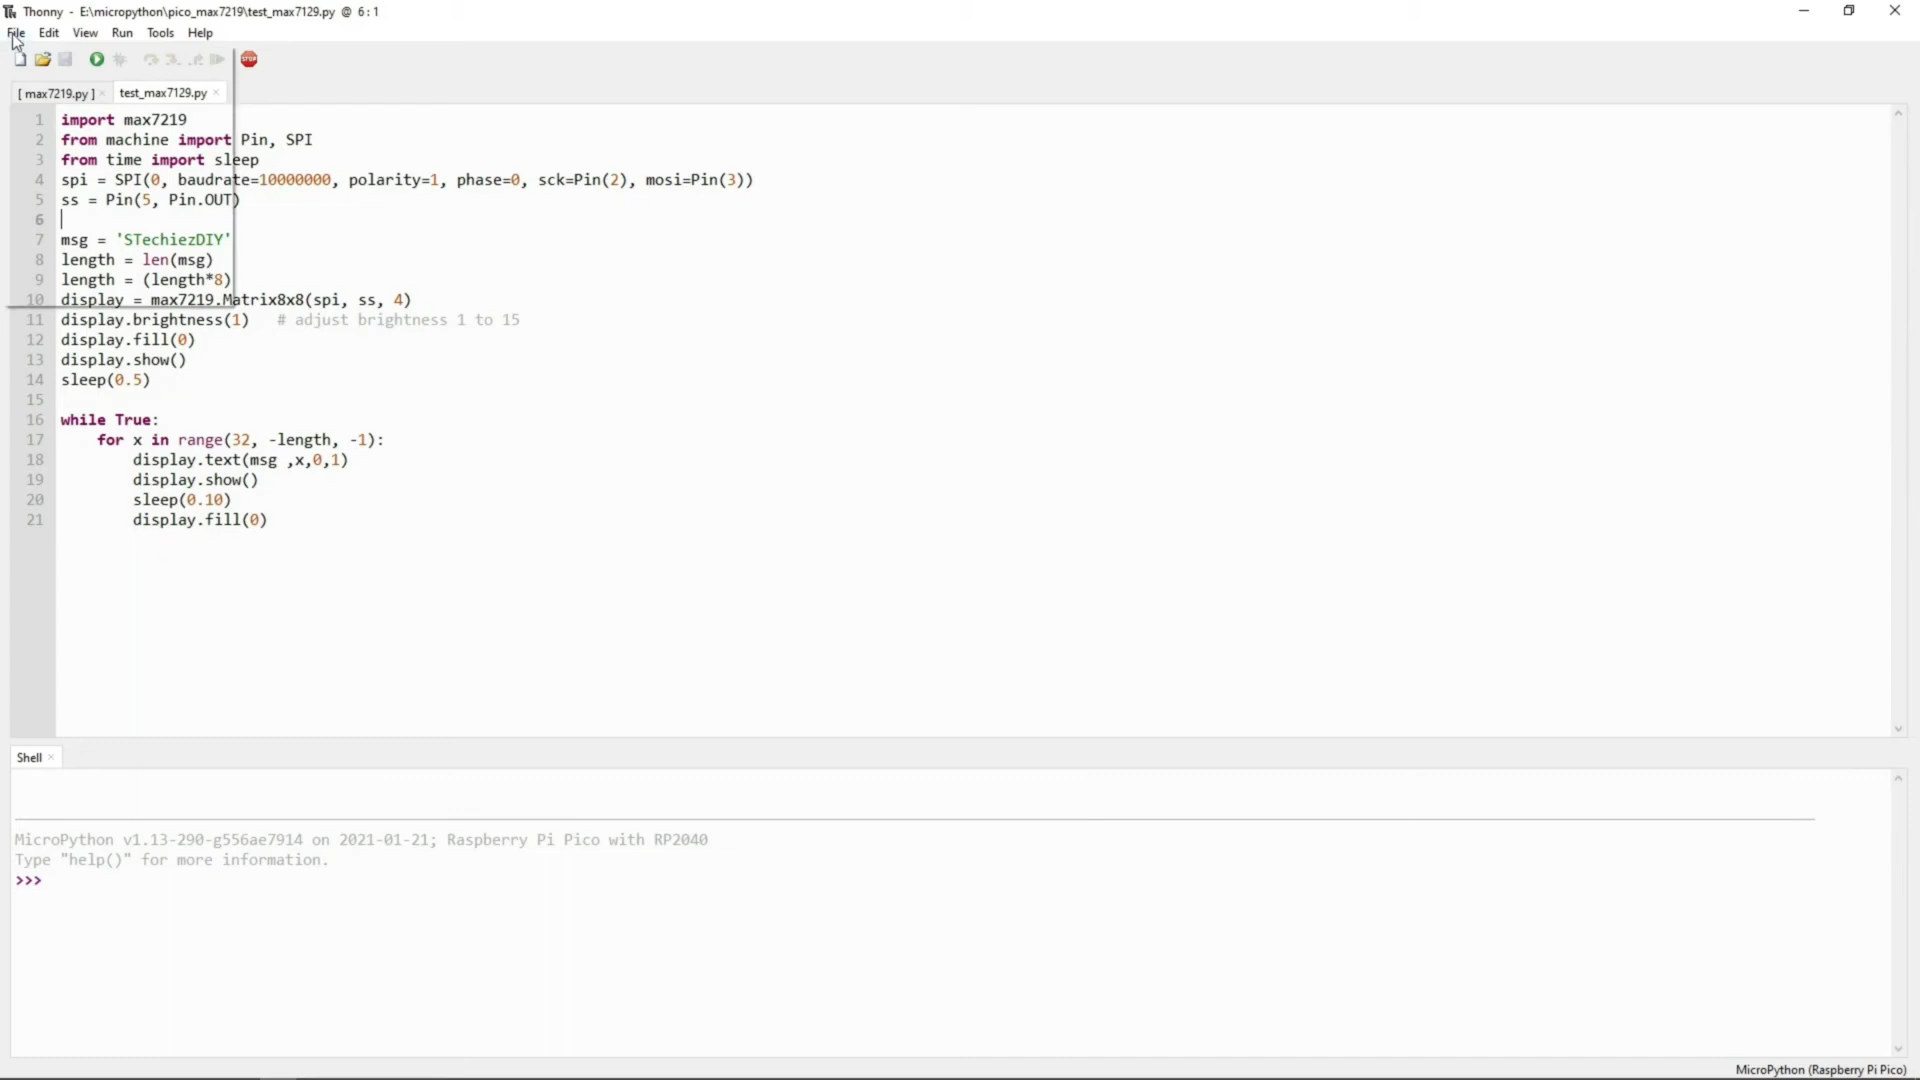 Thonny - E:\micropython\pico_max7219\test_max7129.py @ 6:1
File Edit View Run Tools Help
STOP
[ max7219.py ] × test_max7129.py ×
1 import max7219
2 from machine import Pin, SPI
3 from time import sleep
4 spi = SPI(0, baudrate=10000000, polarity=1, phase=0, sck=Pin(2), mosi=Pin(3))
5 ss = Pin(5, Pin.OUT)
6
7 msg = 'STechiezDIY'
8 length = len(msg)
9 length = (length*8)
10 display = max7219.Matrix8x8(spi, ss, 4)
11 display.brightness(1)   # adjust brightness 1 to 15
12 display.fill(0)
13 display.show()
14 sleep(0.5)
15
16 while True:
17     for x in range(32, -length, -1):
18         display.text(msg ,x,0,1)
19         display.show()
20         sleep(0.10)
21         display.fill(0)
Shell ×
MicroPython v1.13-290-g556ae7914 on 2021-01-21; Raspberry Pi Pico with RP2040
Type "help()" for more information.
>>>
MicroPython (Raspberry Pi Pico)